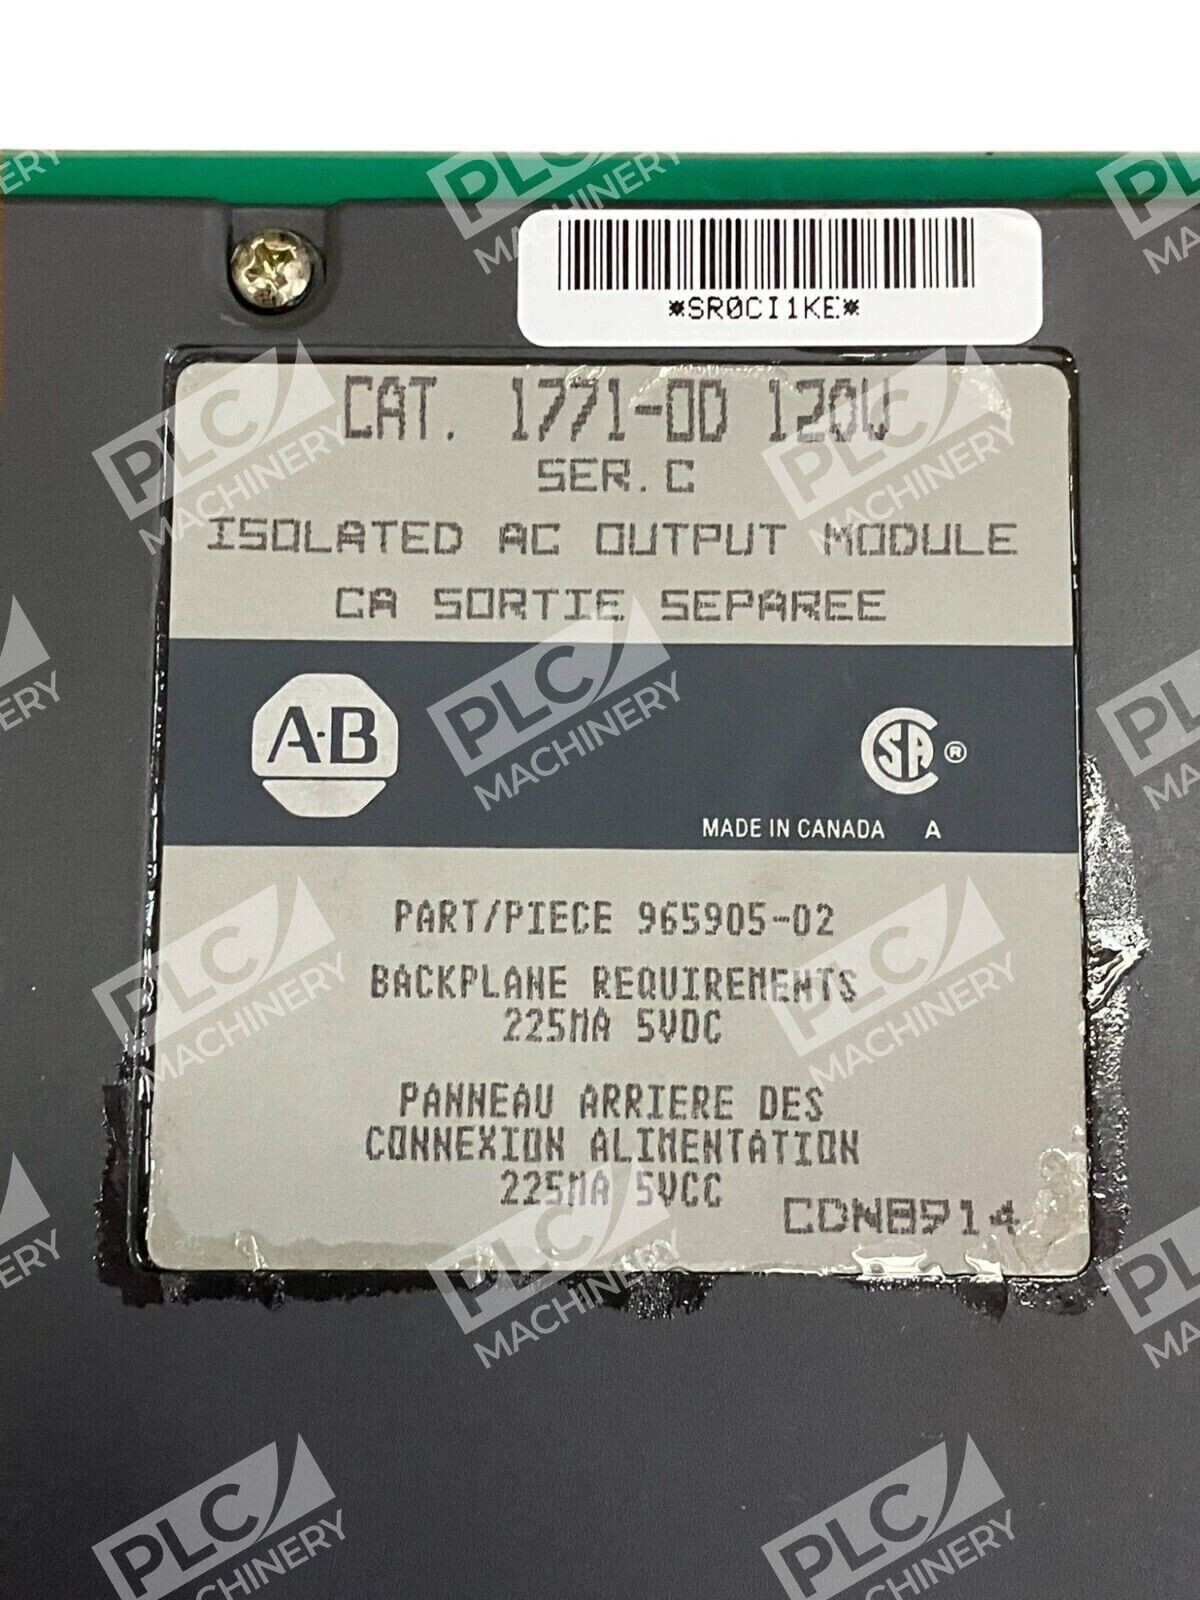 *SR0CI1KE*
CAT. 1771-OD 120V
SER.C
ISOLATED AC OUTPUT MODULE
CA SORTIE SEPAREE
A-B
CSA ®
MADE IN CANADA A
PART/PIECE 965905-02
BACKPLANE REQUIREMENTS
225MA 5VDC
PANNEAU ARRIERE DES
CONNEXION ALIMENTATION
225MA 5VCC
CDN8914
PLC
MACHINERY